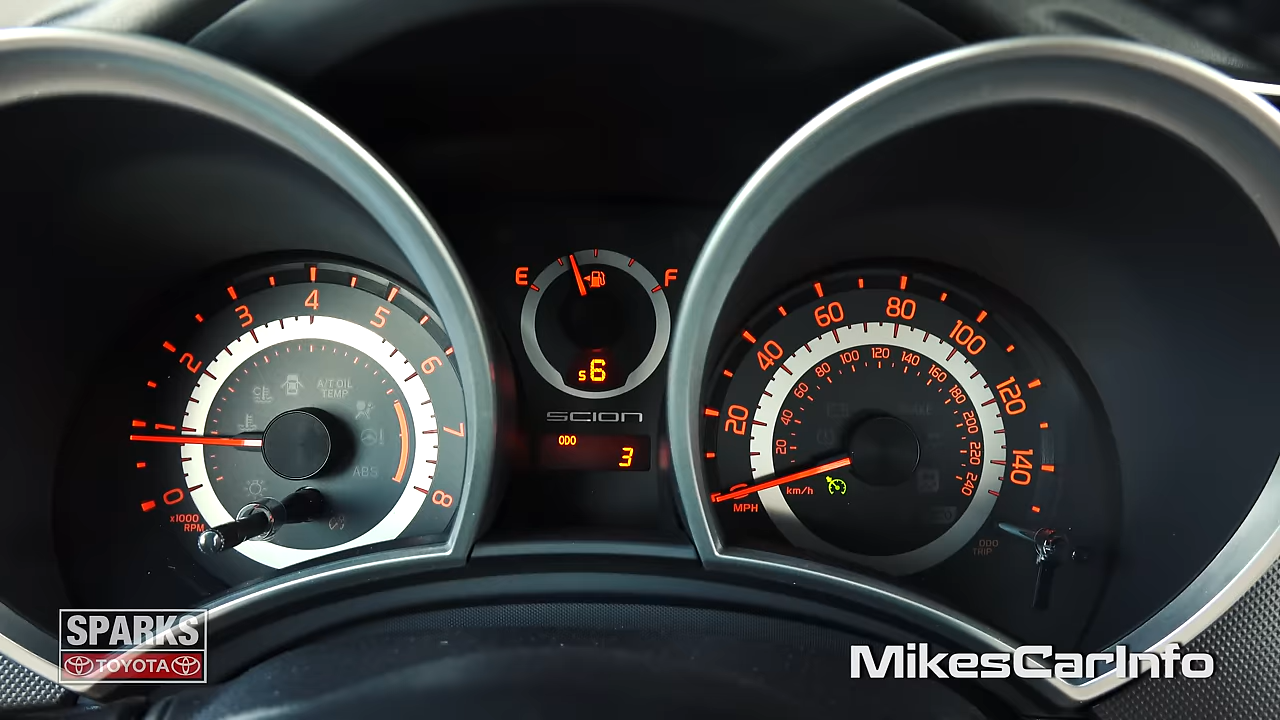 0 1 2 3 4 5 6 7 8
x1000
RPM
A/T OIL
TEMP
ABS
E F
S 6
SCION
ODO
3
0 20 40 60 80 100 120 140
MPH
20 40 60 80 100 120 140 160 180 200 220 240
km/h
ODO
TRIP
SPARKS
TOYOTA
MikesCarInfo